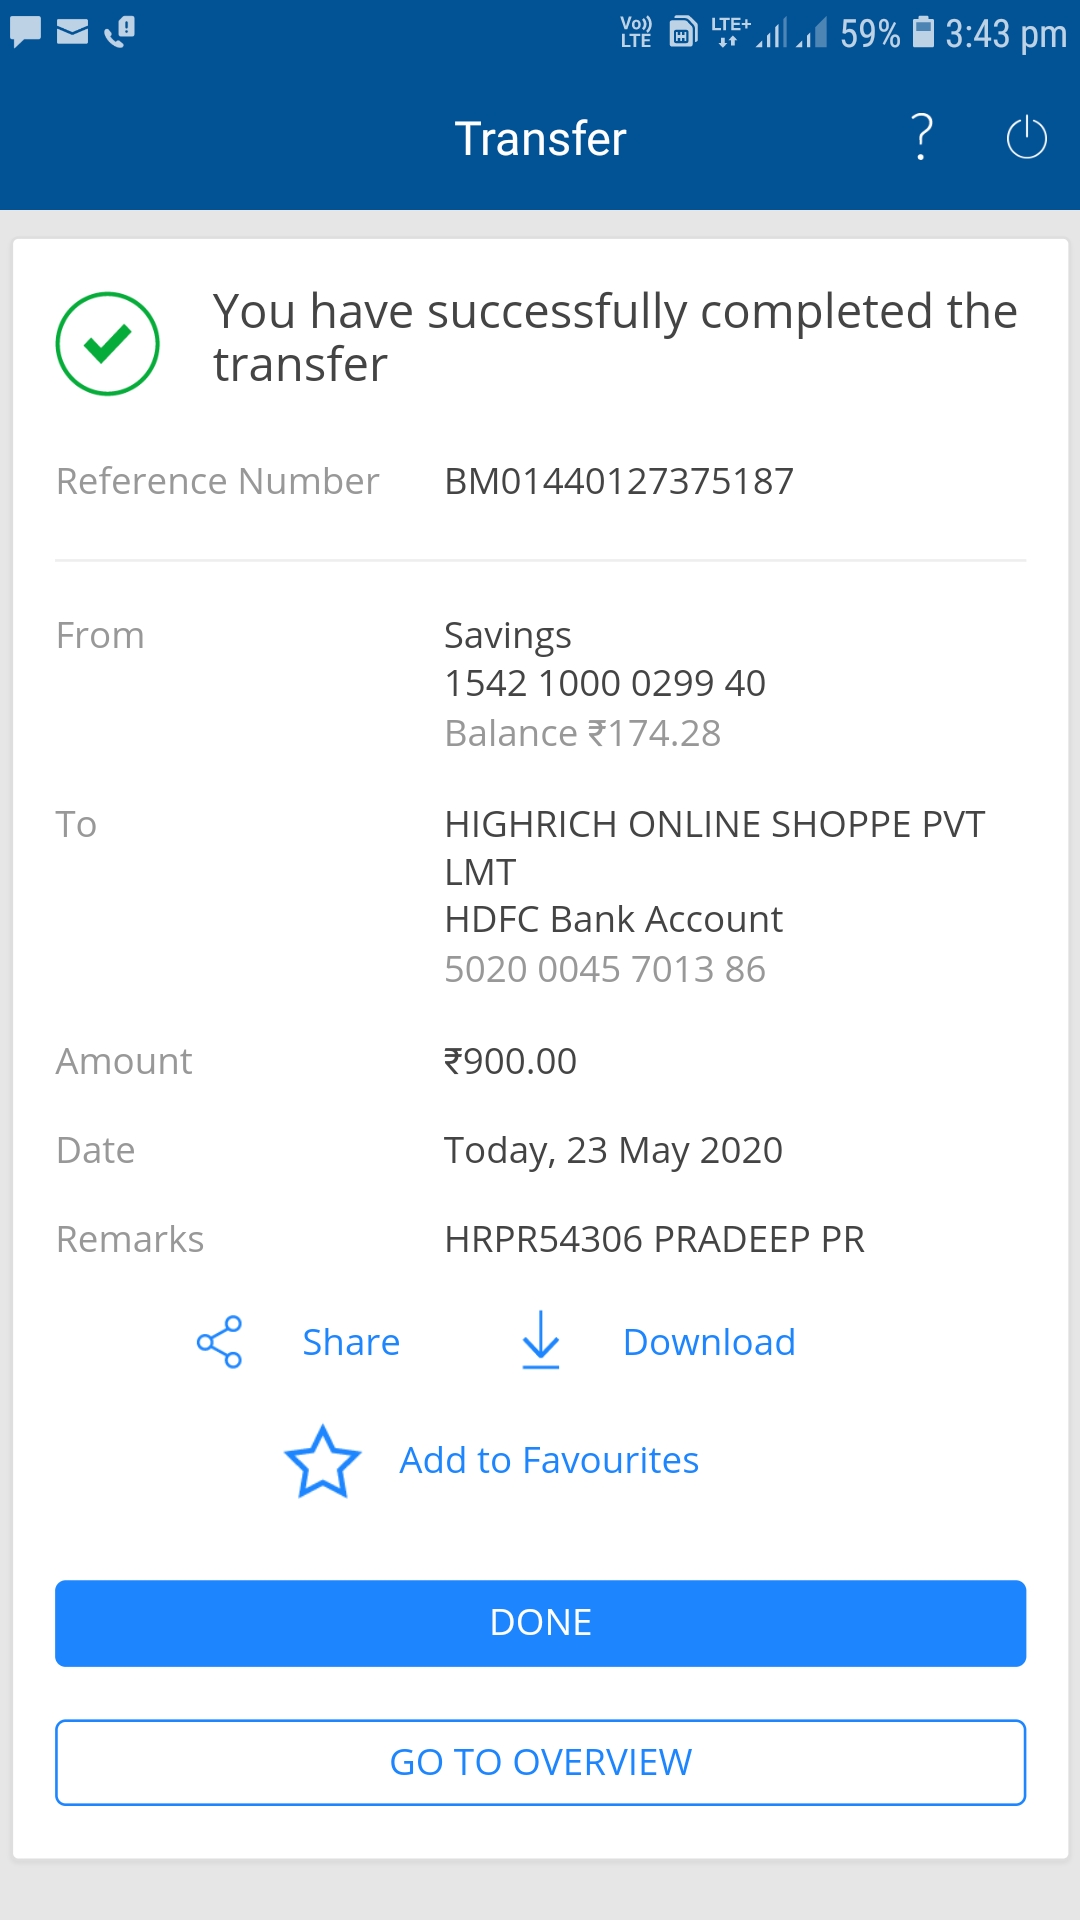 Vo)) LTE LTE+ 59% 3:43 pm
Transfer ?
You have successfully completed the
transfer
Reference Number BM01440127375187
From Savings
1542 1000 0299 40
Balance ₹174.28
To HIGHRICH ONLINE SHOPPE PVT
LMT
HDFC Bank Account
5020 0045 7013 86
Amount ₹900.00
Date Today, 23 May 2020
Remarks HRPR54306 PRADEEP PR
Share Download
Add to Favourites
DONE
GO TO OVERVIEW